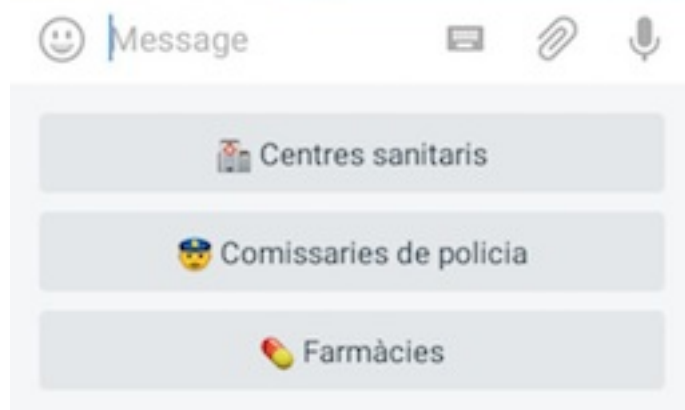 Message
🏥 Centres sanitaris
👮 Comissaries de policia
💊 Farmàcies